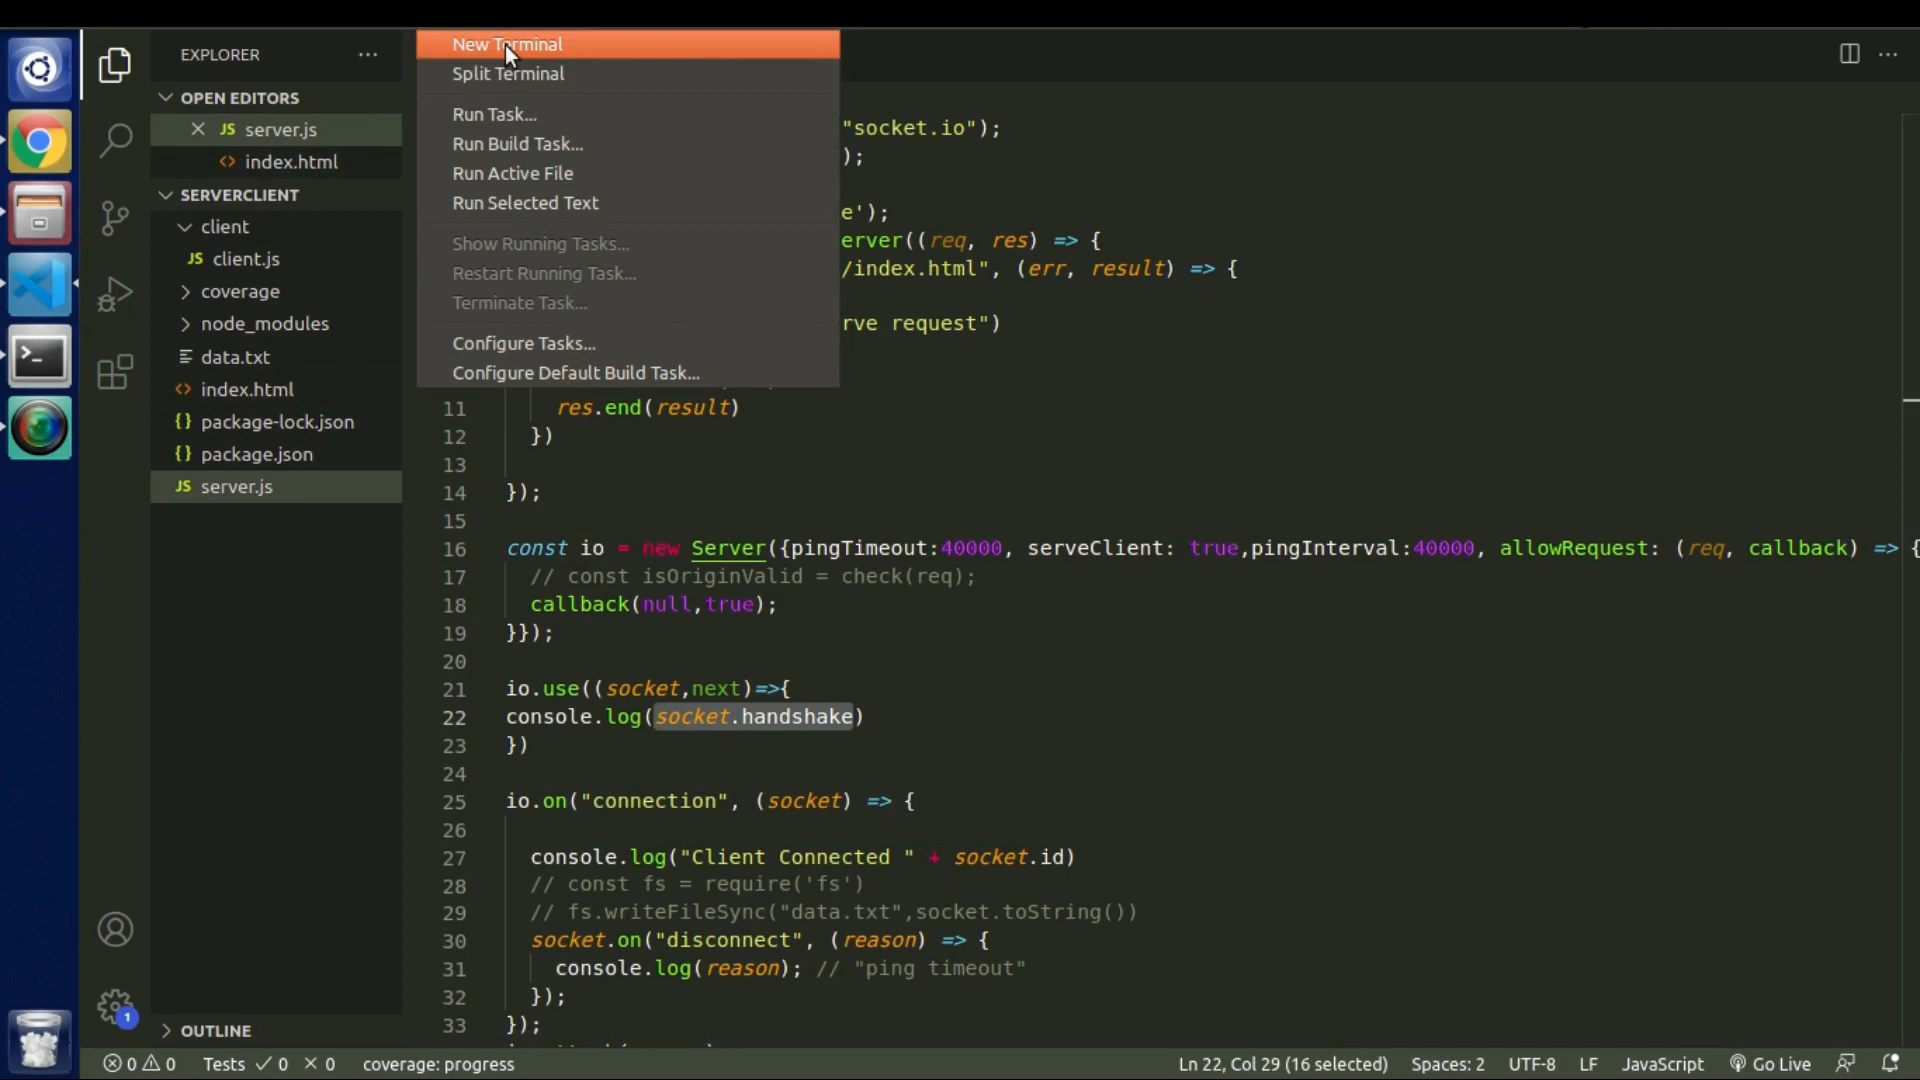 EXPLORER
OPEN EDITORS
JS server.js
<> index.html
SERVERCLIENT
client
JS client.js
coverage
node_modules
data.txt
<> index.html
{} package-lock.json
{} package.json
JS server.js
OUTLINE
New Terminal
Split Terminal
Run Task...
Run Build Task...
Run Active File
Run Selected Text
Show Running Tasks...
Restart Running Task...
Terminate Task...
Configure Tasks...
Configure Default Build Task...
"socket.io");
);
e');
erver((req, res) => {
/index.html", (err, result) => {
rve request")
11 res.end(result)
12 })
13
14 });
15
16 const io = new Server({pingTimeout:40000, serveClient: true,pingInterval:40000, allowRequest: (req, callback) => {
17 // const isOriginValid = check(req);
18 callback(null,true);
19 }});
20
21 io.use((socket,next)=>{
22 console.log(socket.handshake)
23 })
24
25 io.on("connection", (socket) => {
26
27 console.log("Client Connected " + socket.id)
28 // const fs = require('fs')
29 // fs.writeFileSync("data.txt",socket.toString())
30 socket.on("disconnect", (reason) => {
31 console.log(reason); // "ping timeout"
32 });
33 });
1
0 0 Tests ✓ 0 × 0 coverage: progress Ln 22, Col 29 (16 selected) Spaces: 2 UTF-8 LF JavaScript Go Live